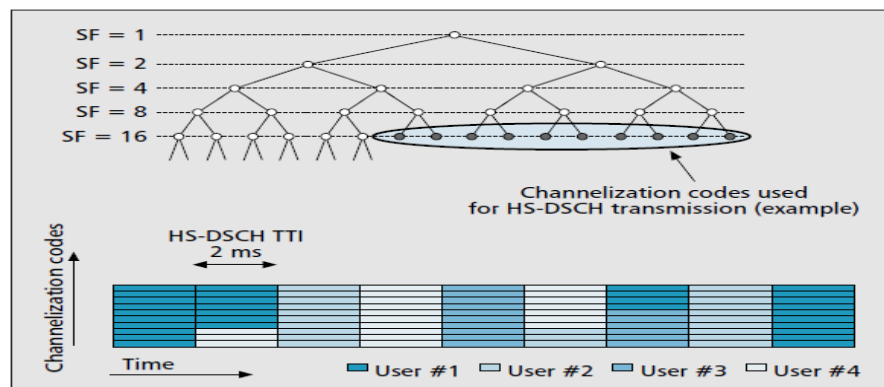 SF = 1
SF = 2
SF = 4
SF = 8
SF = 16
Channelization codes used
for HS-DSCH transmission (example)
Channelization codes
HS-DSCH TTI
2 ms
Time
User #1
User #2
User #3
User #4